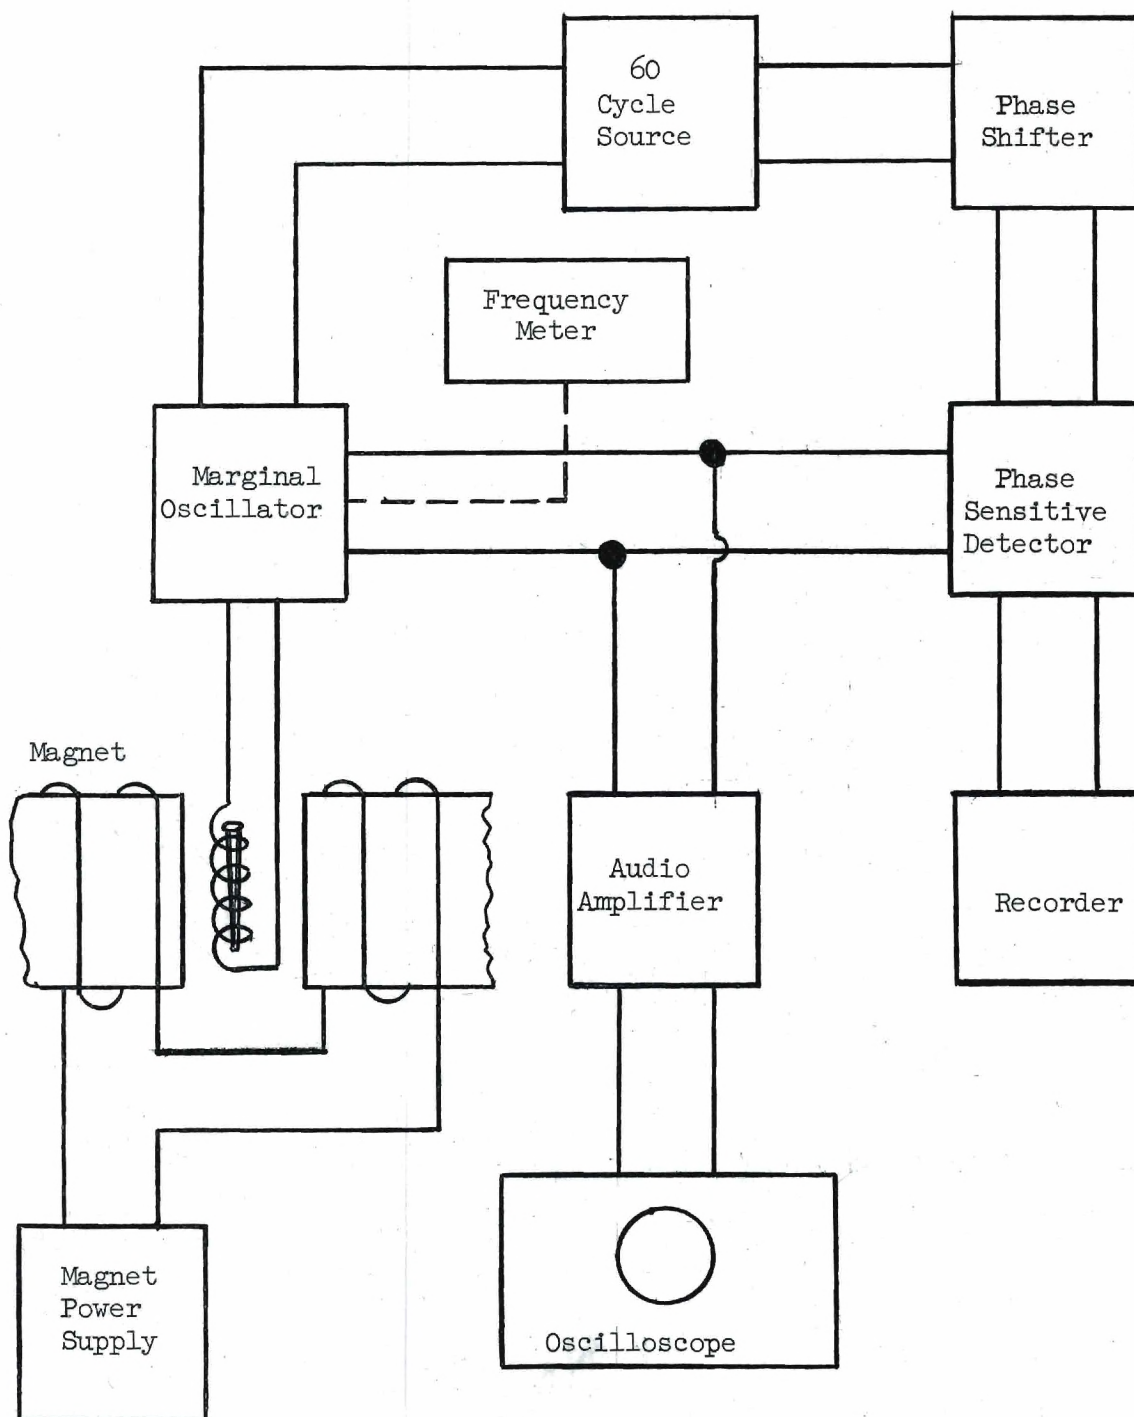 60
Cycle
Source
Phase
Shifter
Frequency
Meter
Marginal
Oscillator
Phase
Sensitive
Detector
Magnet
Audio
Amplifier
Recorder
Magnet
Power
Supply
Oscilloscope